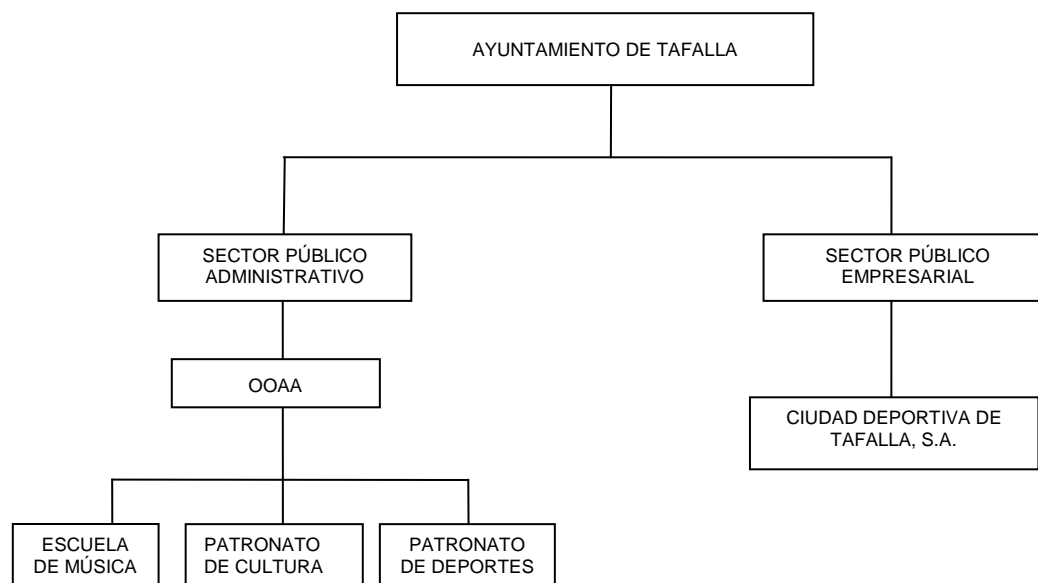 AYUNTAMIENTO DE TAFALLA
SECTOR PÚBLICO
ADMINISTRATIVO
SECTOR PÚBLICO
EMPRESARIAL
OOAA
CIUDAD DEPORTIVA DE
TAFALLA, S.A.
ESCUELA
DE MÚSICA
PATRONATO
DE CULTURA
PATRONATO
DE DEPORTES